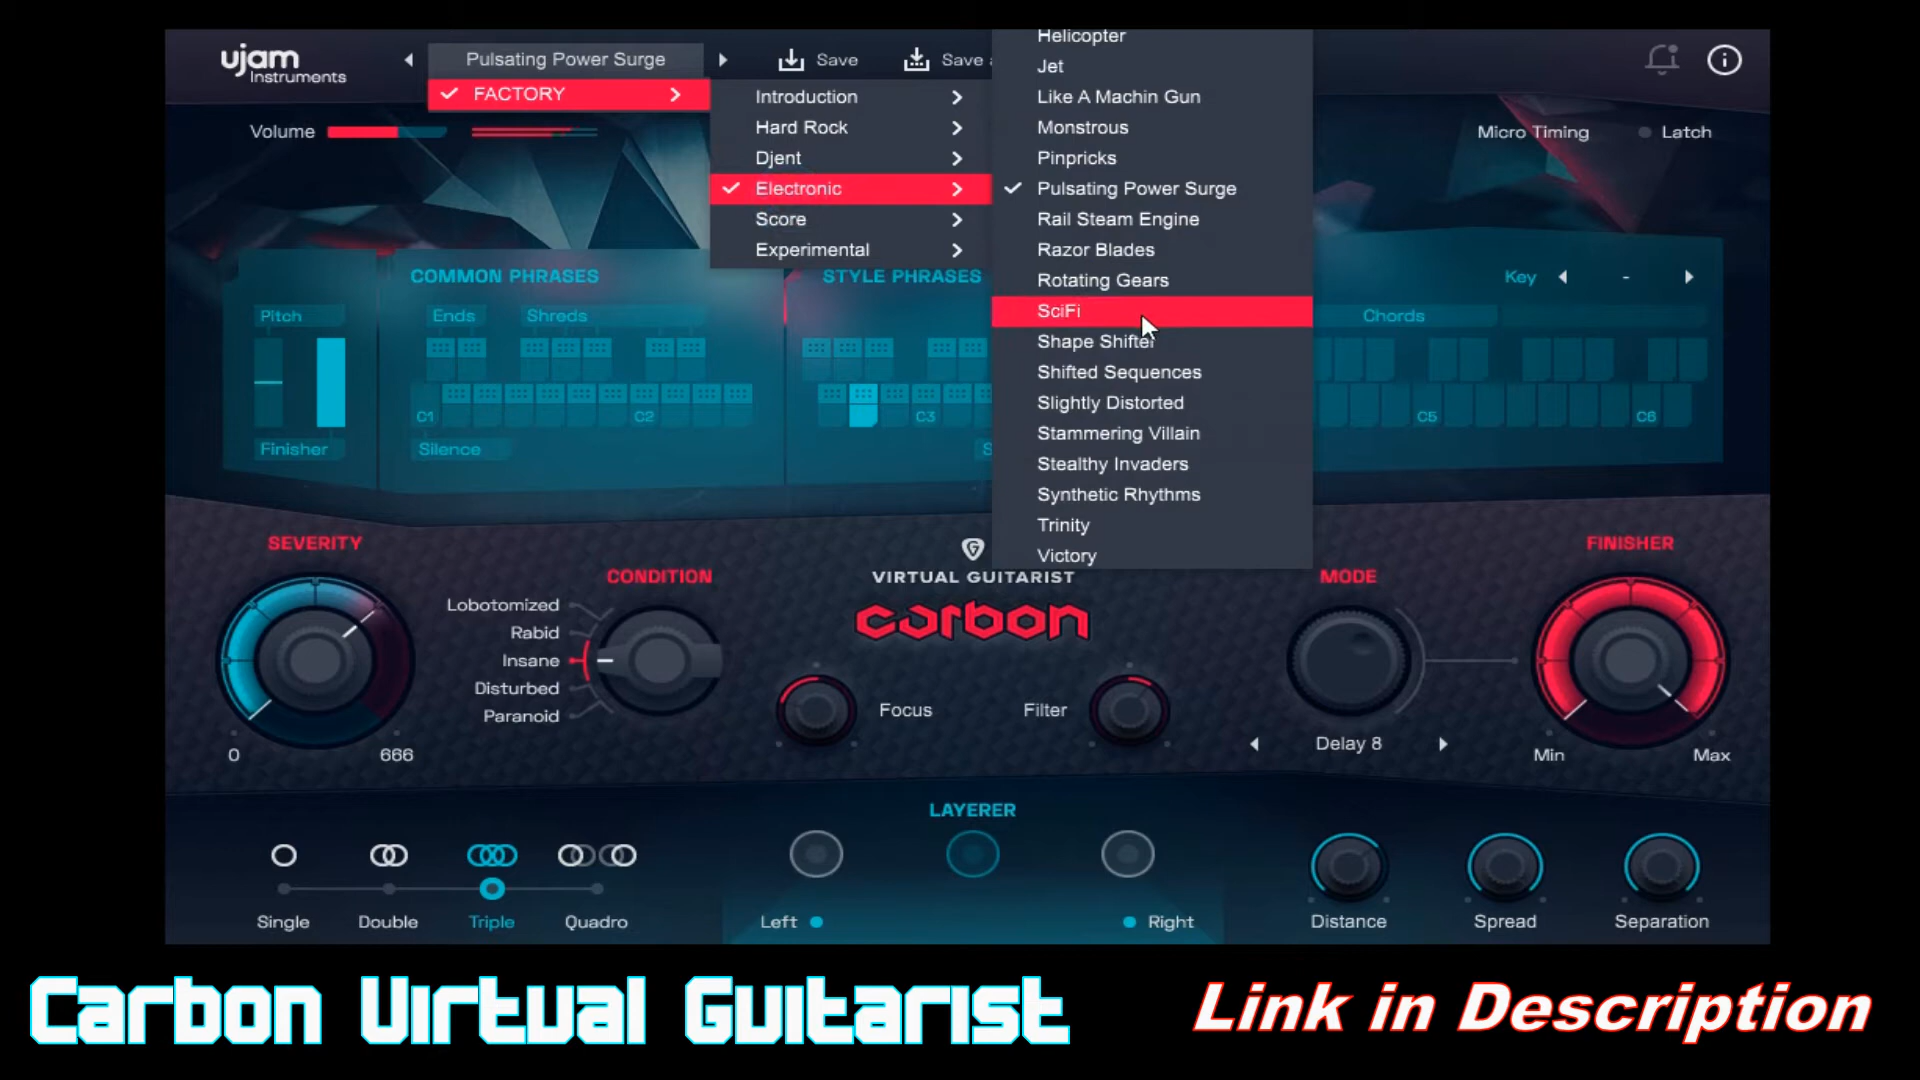 ujam
Instruments
Pulsating Power Surge
Save
Save
FACTORY
Introduction
Hard Rock
Djent
Electronic
Score
Experimental
Helicopter
Jet
Like A Machin Gun
Monstrous
Pinpricks
Pulsating Power Surge
Rail Steam Engine
Razor Blades
Rotating Gears
SciFi
Shape Shifter
Shifted Sequences
Slightly Distorted
Stammering Villain
Stealthy Invaders
Synthetic Rhythms
Trinity
Victory
Volume
Micro Timing
Latch
COMMON PHRASES
STYLE PHRASES
Key
-
Pitch
Ends
Shreds
Chords
C1
C2
C3
C5
C6
Finisher
Silence
SEVERITY
0
666
CONDITION
Lobotomized
Rabid
Insane
Disturbed
Paranoid
VIRTUAL GUITARIST
carbon
Focus
Filter
MODE
Delay 8
FINISHER
Min
Max
LAYERER
Single
Double
Triple
Quadro
Left
Right
Distance
Spread
Separation
Carbon Virtual Guitarist
Link in Description